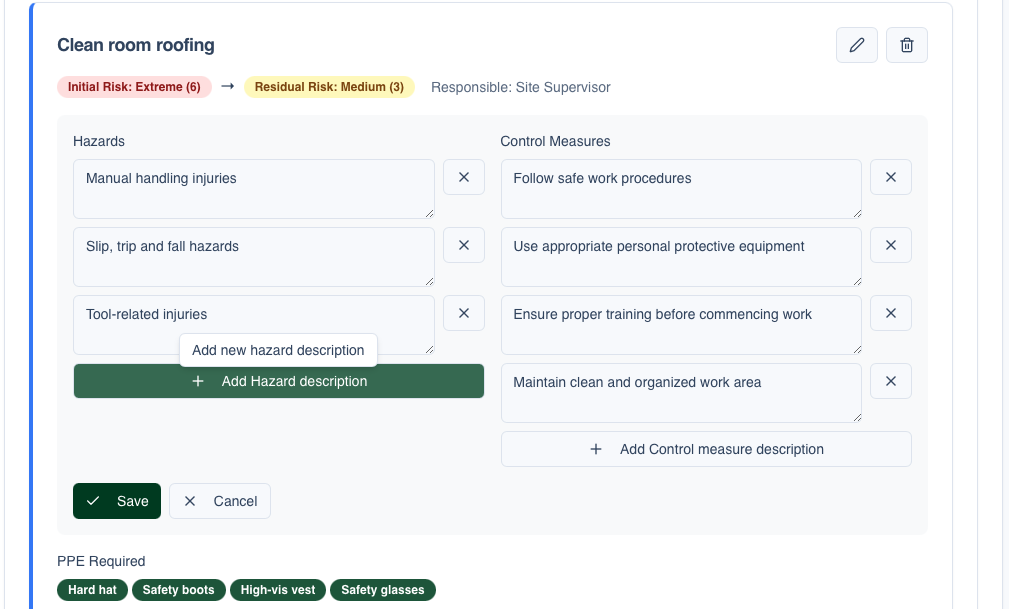 Clean room roofing
Initial Risk: Extreme (6) → Residual Risk: Medium (3) Responsible: Site Supervisor
Hazards
Manual handling injuries
Slip, trip and fall hazards
Tool-related injuries
Add new hazard description
Add Hazard description
Control Measures
Follow safe work procedures
Use appropriate personal protective equipment
Ensure proper training before commencing work
Maintain clean and organized work area
Add Control measure description
Save
Cancel
PPE Required
Hard hat Safety boots High-vis vest Safety glasses